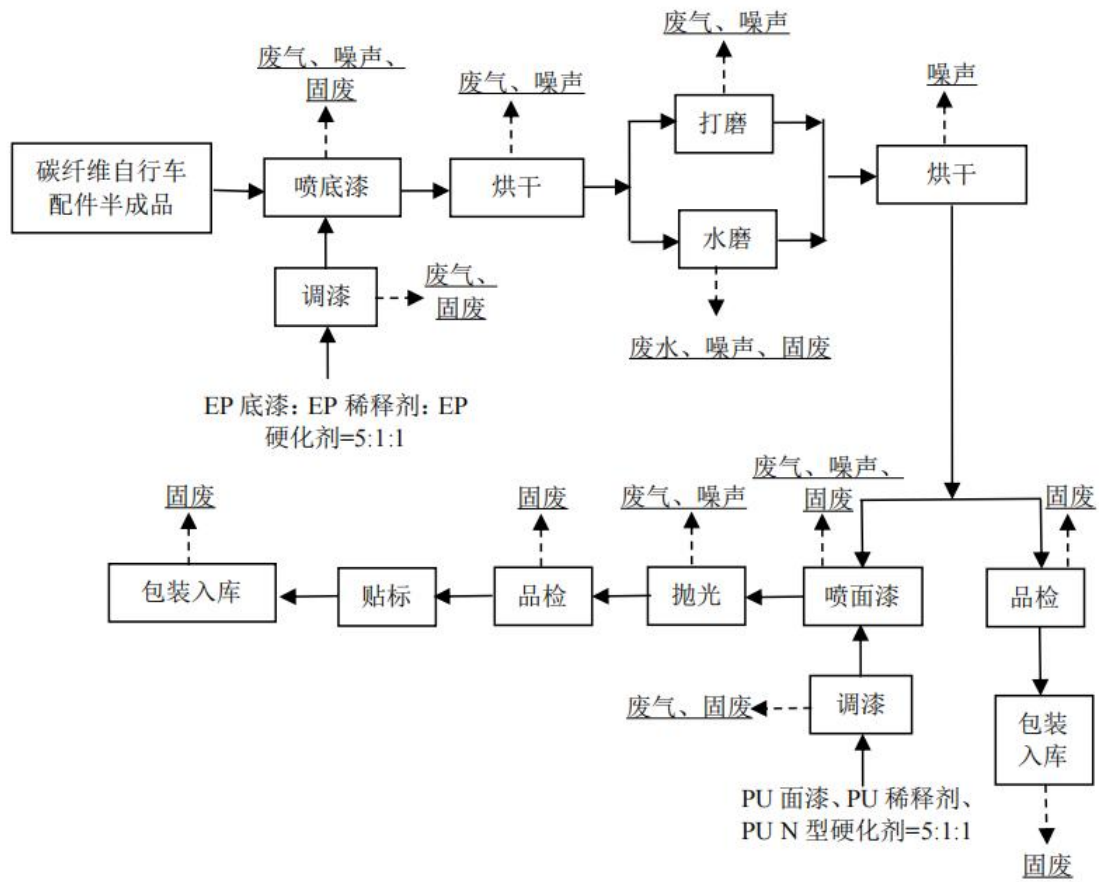 废气、噪声
废气、噪声、
固废
废气、噪声
噪声
打磨
碳纤维自行车
配件半成品
喷底漆
烘干
烘干
水磨
调漆
废气、
固废
废水、噪声、固废
EP 底漆：EP 稀释剂：EP
硬化剂=5:1:1
废气、噪声、
固废
固废
固废
废气、噪声
固废
包装入库
贴标
品检
抛光
喷面漆
品检
废气、固废
调漆
包装
入库
PU 面漆、PU 稀释剂、
PU N 型硬化剂=5:1:1
固废